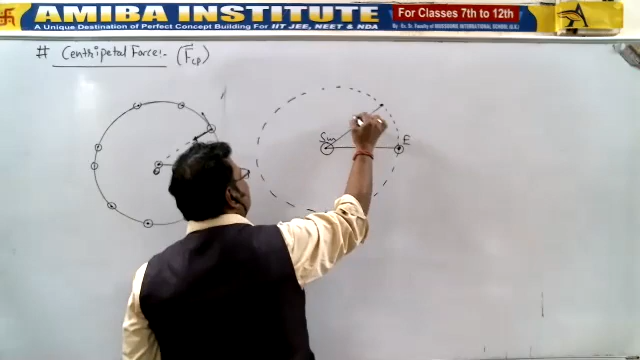 AMIBA INSTITUTE
A Unique Destination of Perfect Concept Building For IIT JEE, NEET & NDA
For Classes 7th to 12th
# Centripetal Force:- (F⃗cp)
Sun
E